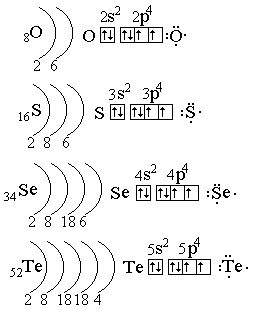 2s² 2p⁴
₈O O ↑↓ ↑↓ ↑ ↑ :Ọ̈·
2 6
3s² 3p⁴
₁₆S S ↑↓ ↑↓ ↑ ↑ :Ṣ̈·
2 8 6
4s² 4p⁴
₃₄Se Se ↑↓ ↑↓ ↑ ↑ :Ṣ̈e·
2 8 18 6
5s² 5p⁴
₅₂Te Te ↑↓ ↑↓ ↑ ↑ :Ṭ̈e·
2 8 18 18 4